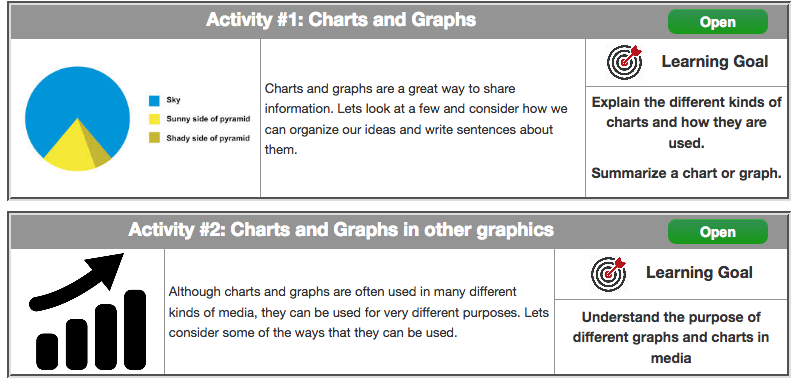 Activity #1: Charts and Graphs
Open
Sky
Sunny side of pyramid
Shady side of pyramid
Charts and graphs are a great way to share
information. Lets look at a few and consider how we
can organize our ideas and write sentences about
them.
Learning Goal
Explain the different kinds of
charts and how they are
used.
Summarize a chart or graph.
Activity #2: Charts and Graphs in other graphics
Open
Although charts and graphs are often used in many different
kinds of media, they can be used for very different purposes. Lets
consider some of the ways that they can be used.
Learning Goal
Understand the purpose of
different graphs and charts in
media